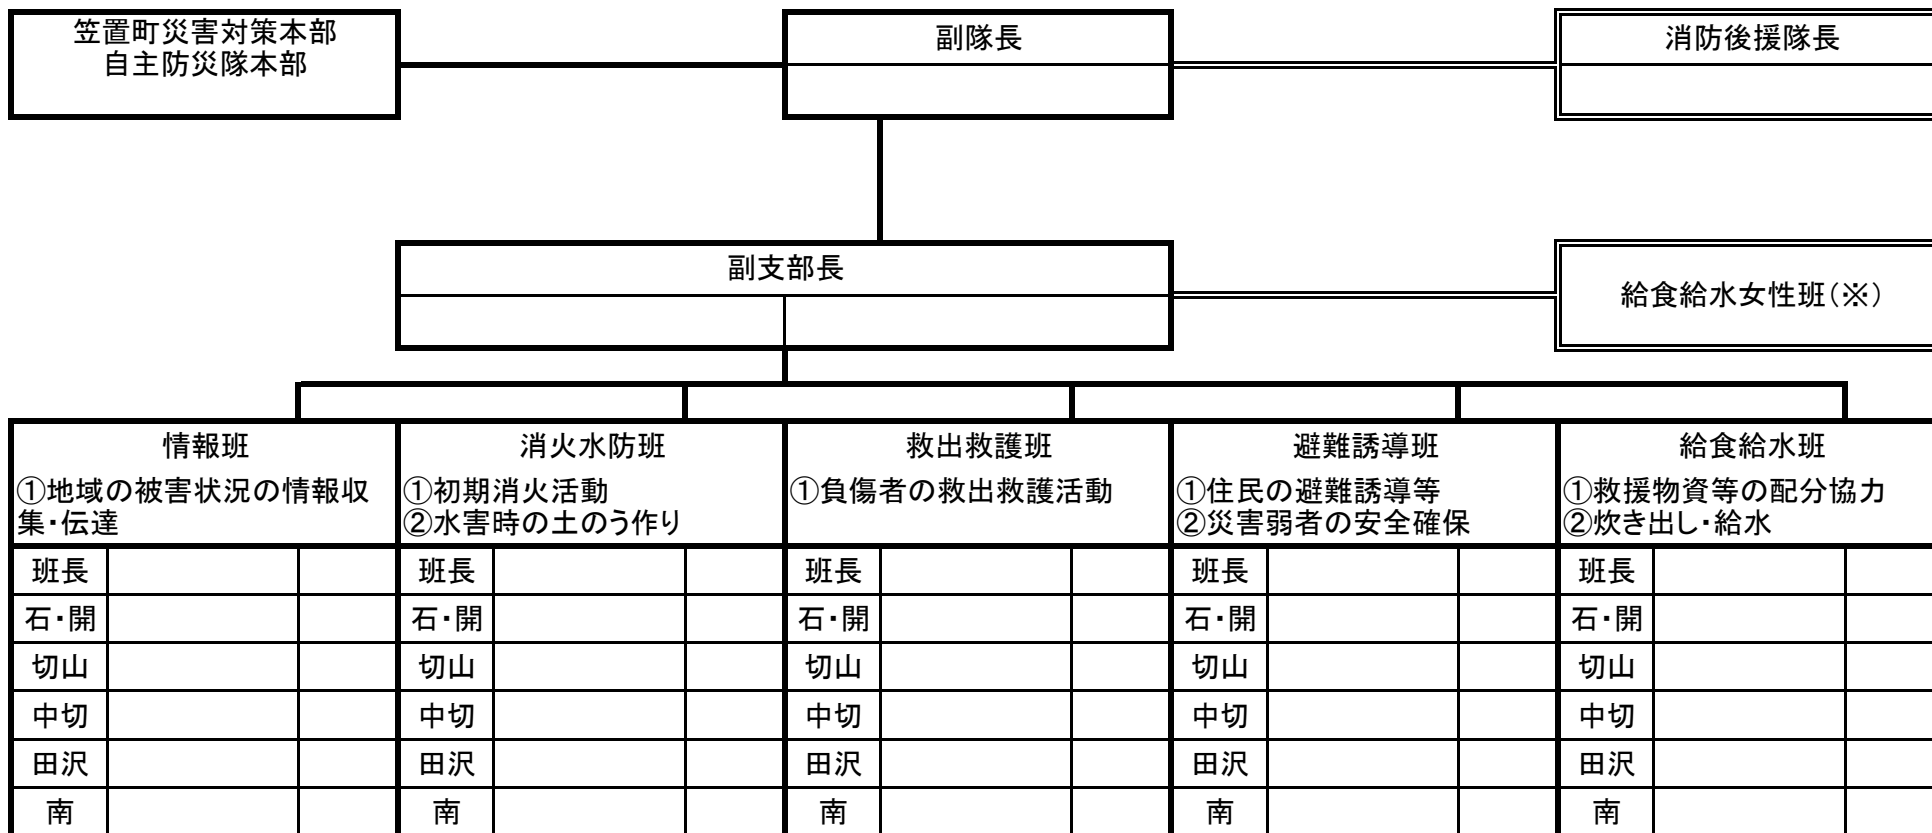 笠置町災害対策本部
自主防災隊本部
副隊長
消防後援隊長
副支部長
給食給水女性班(※)
情報班
①地域の被害状況の情報収
集・伝達
消火水防班
①初期消火活動
②水害時の土のう作り
救出救護班
①負傷者の救出救護活動
避難誘導班
①住民の避難誘導等
②災害弱者の安全確保
給食給水班
①救援物資等の配分協力
②炊き出し・給水
班長 班長 班長 班長 班長
石・開 石・開 石・開 石・開 石・開
切山 切山 切山 切山 切山
中切 中切 中切 中切 中切
田沢 田沢 田沢 田沢 田沢
南 南 南 南 南